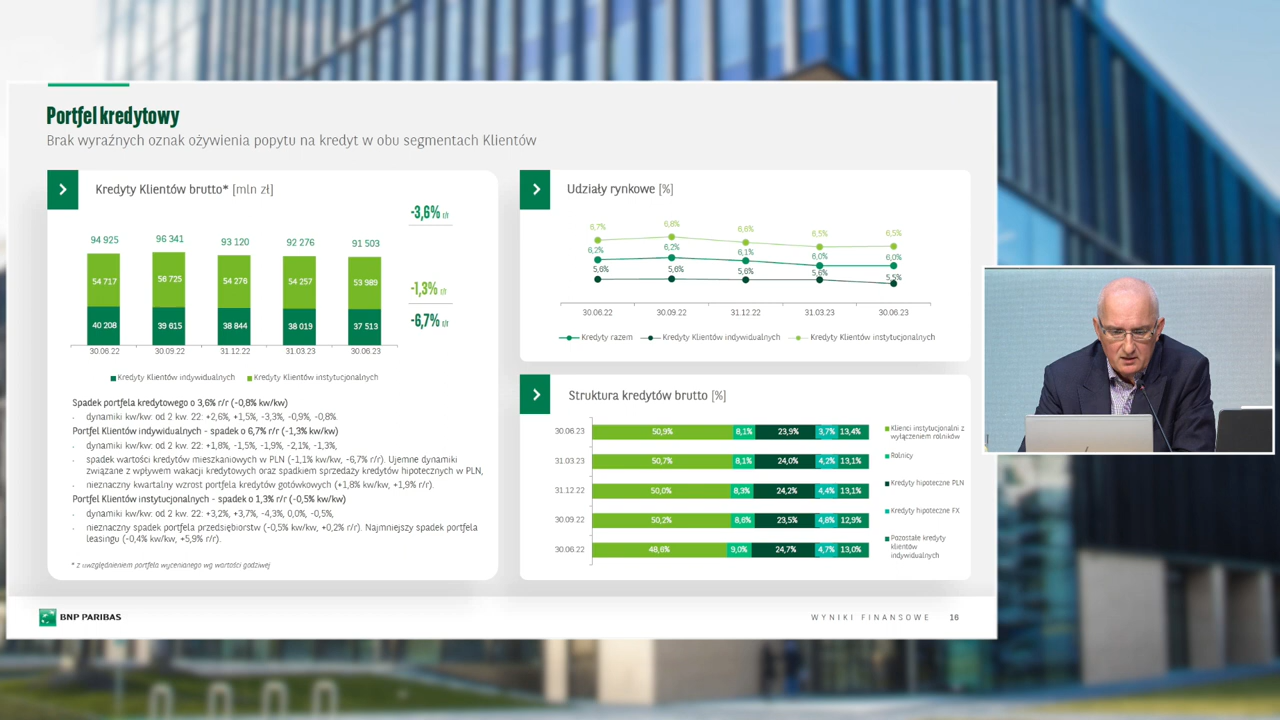 Portfel kredytowy
Brak wyraźnych oznak ożywienia popytu na kredyt w obu segmentach Klientów
Kredyty Klientów brutto* [mln zł]
-3,6% r/r
94 925 96 341 93 120 92 276 91 503
54 717 56 725 54 276 54 257 53 989
-1,3% r/r
-6,7% r/r
40 208 39 615 38 844 38 019 37 513
30.06.22 30.09.22 31.12.22 31.03.23 30.06.23
Kredyty Klientów indywidualnych Kredyty Klientów instytucjonalnych
Spadek portfela kredytowego o 3,6% r/r (-0,8% kw/kw)
- dynamiki kw/kw: od 2 kw. 22: +2,6%, +1,5%, -3,3%, -0,9%, -0,8%.
Portfel Klientów indywidualnych - spadek o 6,7% r/r (-1,3% kw/kw)
- dynamiki kw/kw: od 2 kw. 22: +1,8%, -1,5%, -1,9%, -2,1%, -1,3%,
- spadek wartości kredytów mieszkaniowych w PLN (-1,1% kw/kw, -6,7% r/r). Ujemne dynamiki
związane z wpływem wakacji kredytowych oraz spadkiem sprzedaży kredytów hipotecznych w PLN,
- nieznaczny kwartalny wzrost portfela kredytów gotówkowych (+1,8% kw/kw, +1,9% r/r).
Portfel Klientów instytucjonalnych - spadek o 1,3% r/r (-0,5% kw/kw)
- dynamiki kw/kw: od 2 kw. 22: +3,2%, +3,7%, -4,3%, 0,0%, -0,5%,
- nieznaczny spadek portfela przedsiębiorstw (-0,5% kw/kw, +0,2% r/r). Najmniejszy spadek portfela
leasingu (-0,4% kw/kw, +5,9% r/r).
* z uwzględnieniem portfela wycenianego wg wartości godziwej
Udziały rynkowe [%]
6,7% 6,8% 6,6% 6,5% 6,5%
6,2% 6,2% 6,1% 6,0% 6,0%
5,6% 5,6% 5,6% 5,6% 5,5%
30.06.22 30.09.22 31.12.22 31.03.23 30.06.23
Kredyty razem Kredyty Klientów indywidualnych Kredyty Klientów instytucjonalnych
Struktura kredytów brutto [%]
30.06.23 50,9% 8,1% 23,9% 3,7% 13,4%
31.03.23 50,7% 8,1% 24,0% 4,2% 13,1%
31.12.22 50,0% 8,3% 24,2% 4,4% 13,1%
30.09.22 50,2% 8,6% 23,5% 4,8% 12,9%
30.06.22 48,6% 9,0% 24,7% 4,7% 13,0%
Klienci instytucjonalni z
wyłączeniem rolników
Rolnicy
Kredyty hipoteczne PLN
Kredyty hipoteczne FX
Pozostałe kredyty
klientów
indywidualnych
BNP PARIBAS
WYNIKI FINANSOWE 16